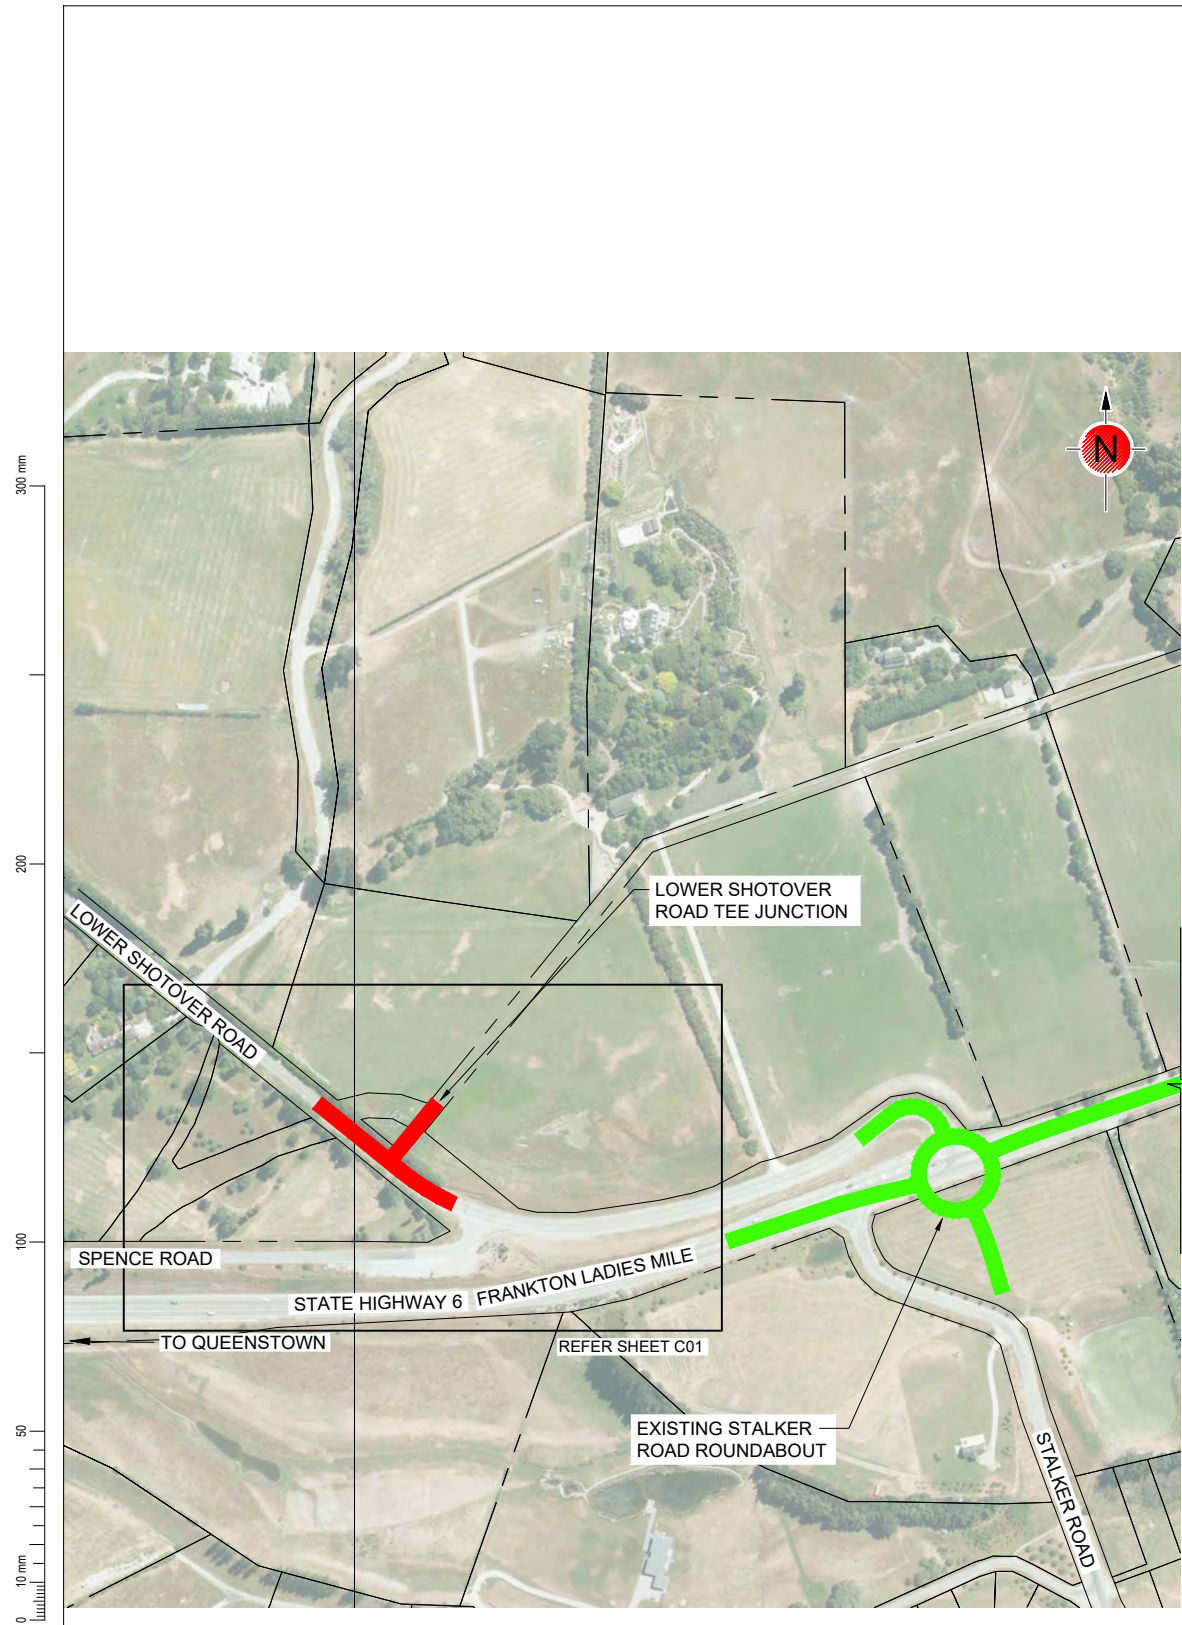 300 mm
N
200
LOWER SHOTOVER
ROAD TEE JUNCTION
LOWER SHOTOVER ROAD
100
SPENCE ROAD
STATE HIGHWAY 6
FRANKTON LADIES MILE
TO QUEENSTOWN
REFER SHEET C01
50
EXISTING STALKER
ROAD ROUNDABOUT
STALKER ROAD
10 mm
0